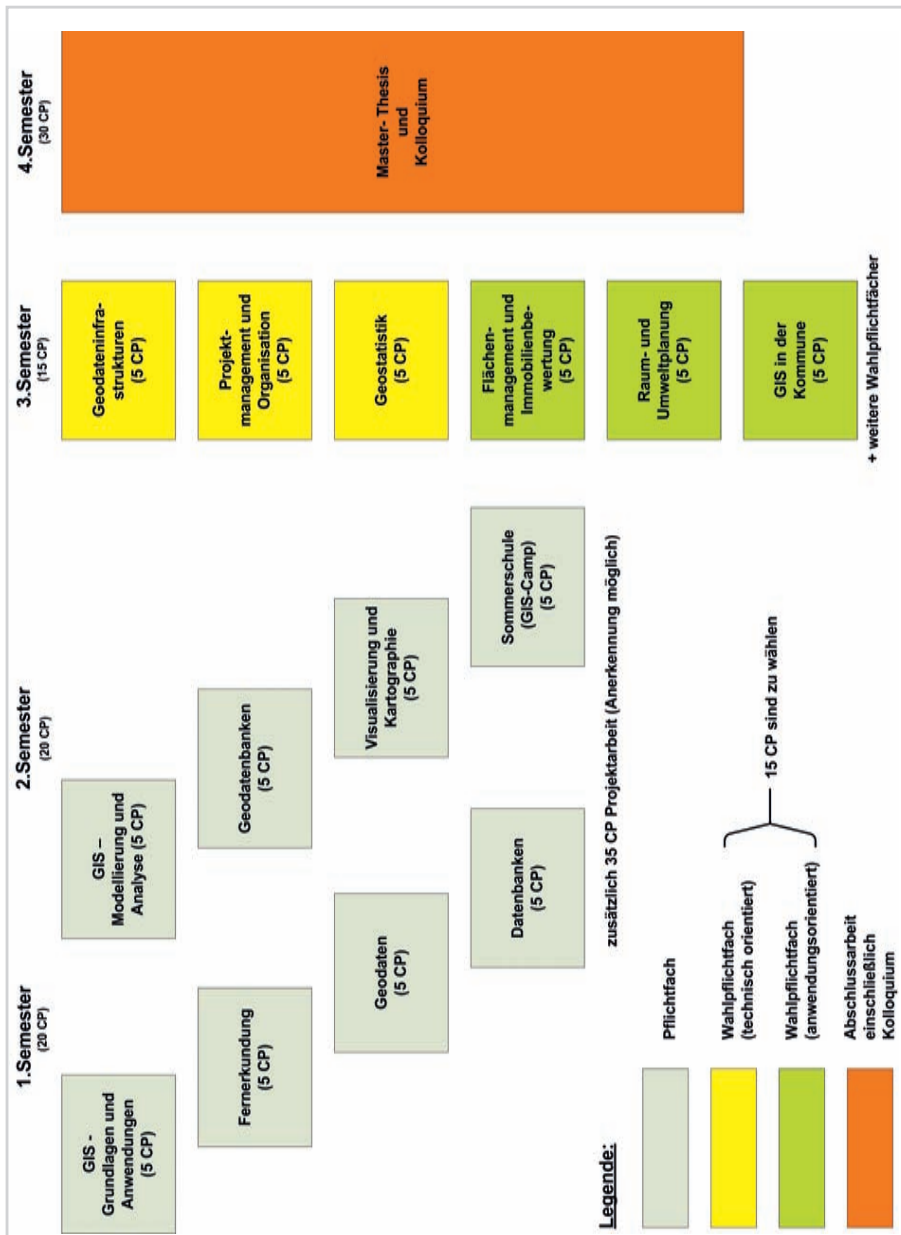 1.Semester
(20 CP)
2.Semester
(20 CP)
3.Semester
(15 CP)
4.Semester
(30 CP)
GIS -
Grundlagen und
Anwendungen
(5 CP)
Fernerkundung
(5 CP)
Geodaten
(5 CP)
Datenbanken
(5 CP)
GIS –
Modellierung und
Analyse (5 CP)
Geodatenbanken
(5 CP)
Visualisierung und
Kartographie
(5 CP)
Sommerschule
(GIS-Camp)
(5 CP)
Geodateninfra-
strukturen
(5 CP)
Projekt-
management und
Organisation
(5 CP)
Geostatistik
(5 CP)
Flächen-
management und
Immobilienbe-
wertung
(5 CP)
Raum- und
Umweltplanung
(5 CP)
GIS in der
Kommune
(5 CP)
Master- Thesis
und
Kolloquium
zusätzlich 35 CP Projektarbeit (Anerkennung möglich)
+ weitere Wahlpflichtfächer
Legende:
Pflichtfach
Wahlpflichtfach
(technisch orientiert)
Wahlpflichtfach
(anwendungsorientiert)
15 CP sind zu wählen
Abschlussarbeit
einschließlich
Kolloquium